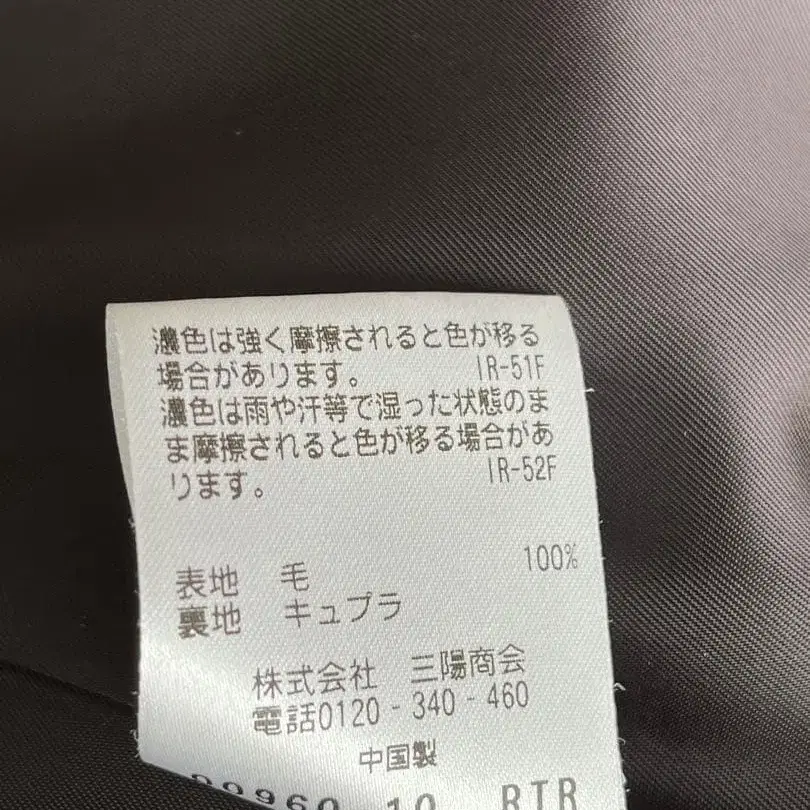 濃色は強く摩擦されると色が移る
場合があります。 IR-51F
濃色は雨や汗等で湿った状態のま
ま摩擦されると色が移る場合があ
ります。 IR-52F
表地 毛 100%
裏地 キュプラ
株式会社 三陽商会
電話0120-340-460
中国製
00960 10 RTR